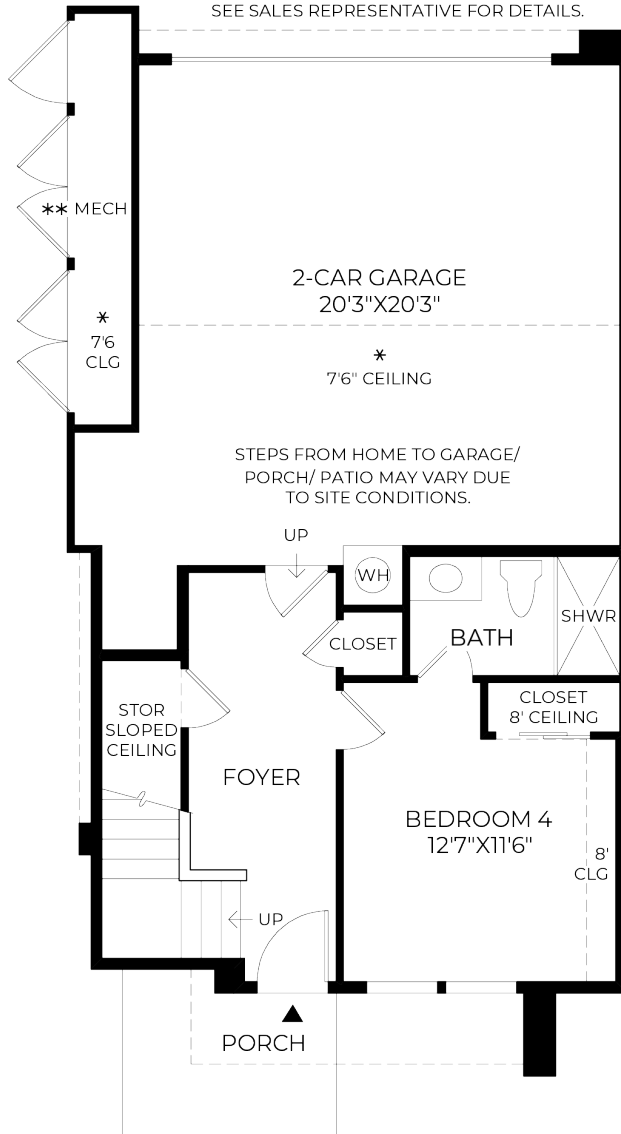 SEE SALES REPRESENTATIVE FOR DETAILS.
** MECH
2-CAR GARAGE
20'3"X20'3"
*
7'6
CLG
*
7'6" CEILING
STEPS FROM HOME TO GARAGE/
PORCH/ PATIO MAY VARY DUE
TO SITE CONDITIONS.
UP
WH
SHWR
CLOSET
BATH
CLOSET
8' CEILING
STOR
SLOPED
CEILING
FOYER
BEDROOM 4
12'7"X11'6"
8'
CLG
UP
PORCH